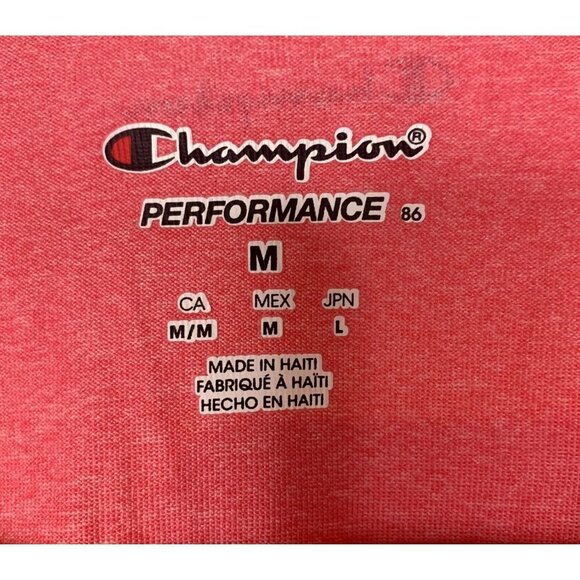 Champion®
PERFORMANCE 86
M
CA MEX JPN
M/M M L
MADE IN HAITI
FABRIQUÉ À HAÏTI
HECHO EN HAITI